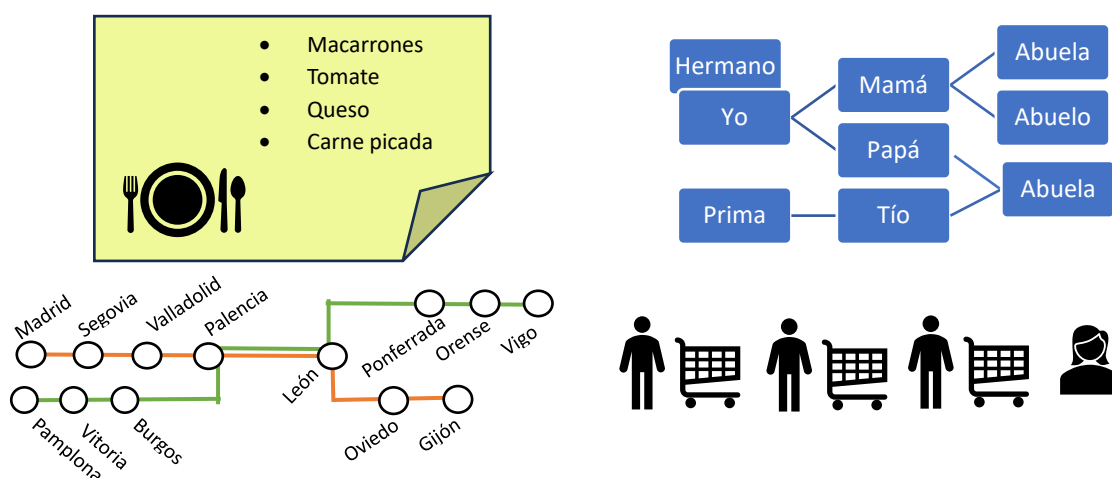 Macarrones
Tomate
Queso
Carne picada
Hermano
Yo
Mamá
Papá
Abuela
Abuelo
Abuela
Prima
Tío
Madrid
Segovia
Valladolid
Palencia
León
Ponferrada
Orense
Vigo
Pamplona
Vitoria
Burgos
Oviedo
Gijón